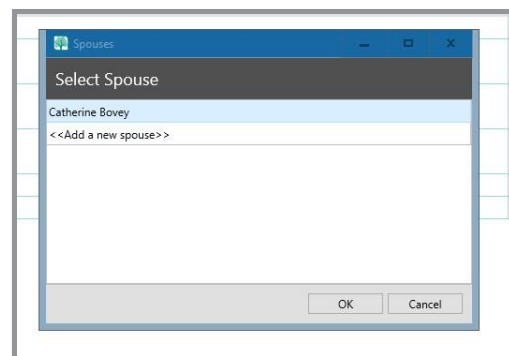 Spouses
Select Spouse
Catherine Bovey
<<Add a new spouse>>
OK Cancel